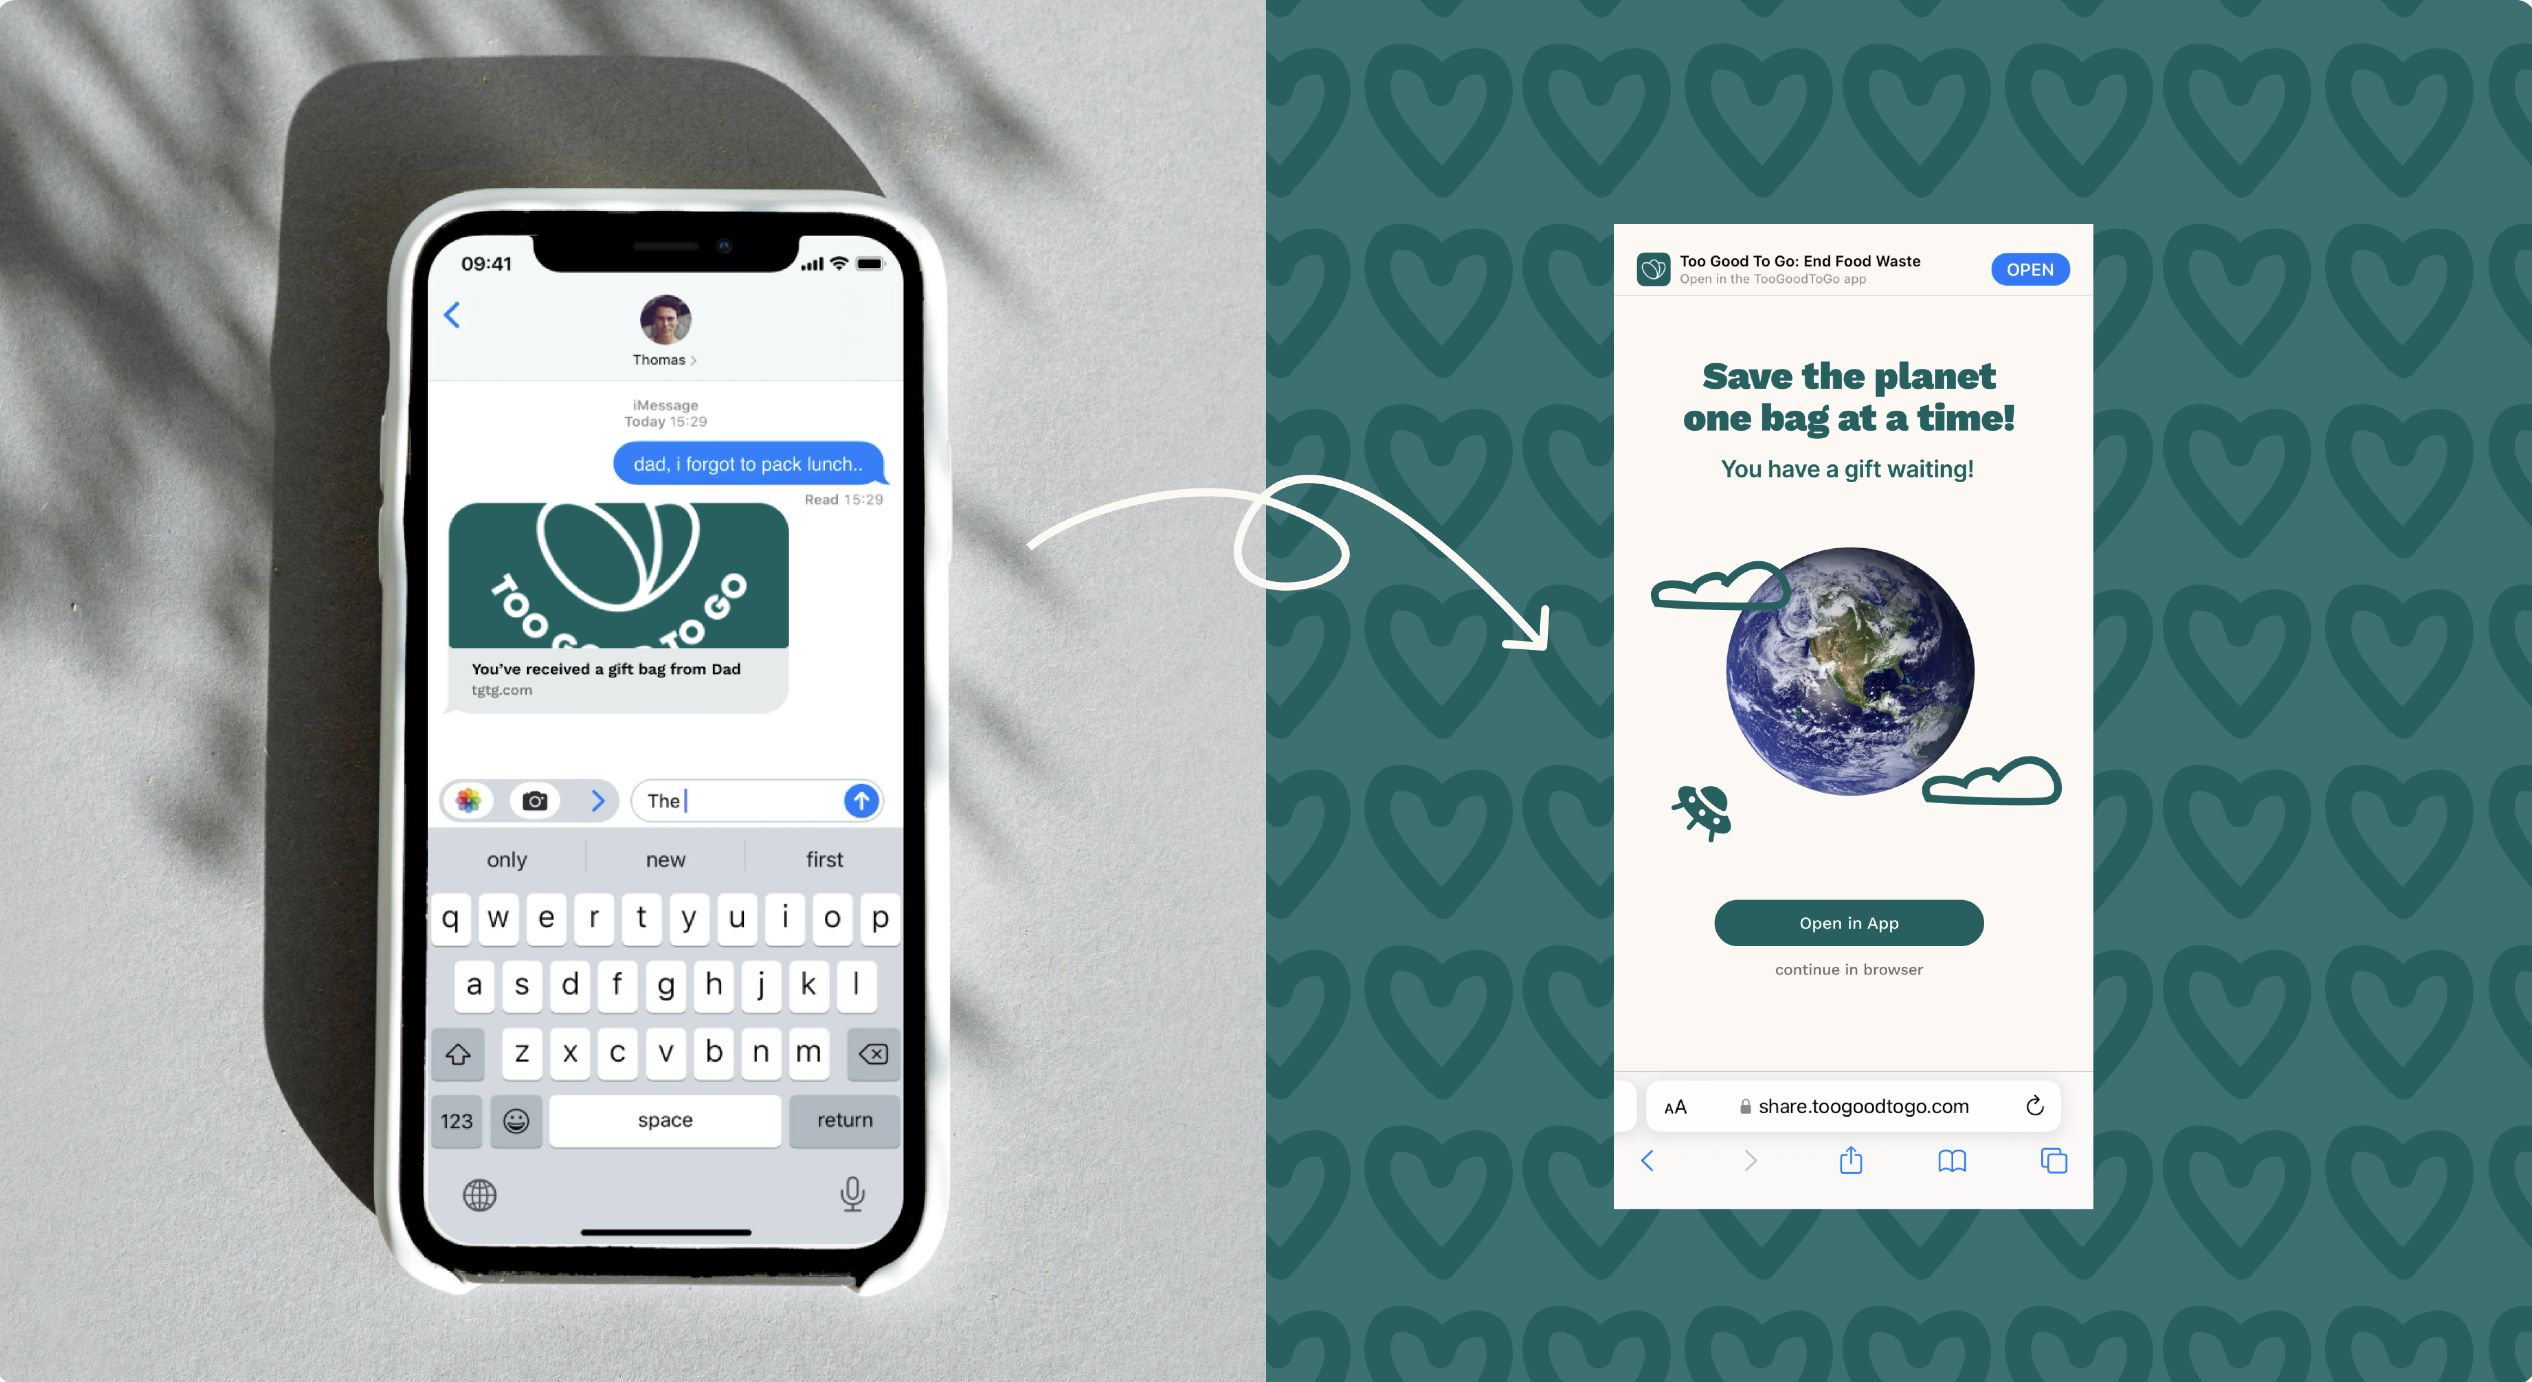 09:41
Thomas
iMessage
Today 15:29
dad, i forgot to pack lunch..
Read 15:29
TOO GO TO GO
You've received a gift bag from Dad
tgtg.com
The
only new first
q w e r t y u i o p
a s d f g h j k l
z x c v b n m
123 space return
Too Good To Go: End Food Waste
Open in the TooGoodToGo app
OPEN
Save the planet
one bag at a time!
You have a gift waiting!
Open in App
continue in browser
AA share.toogoodtogo.com